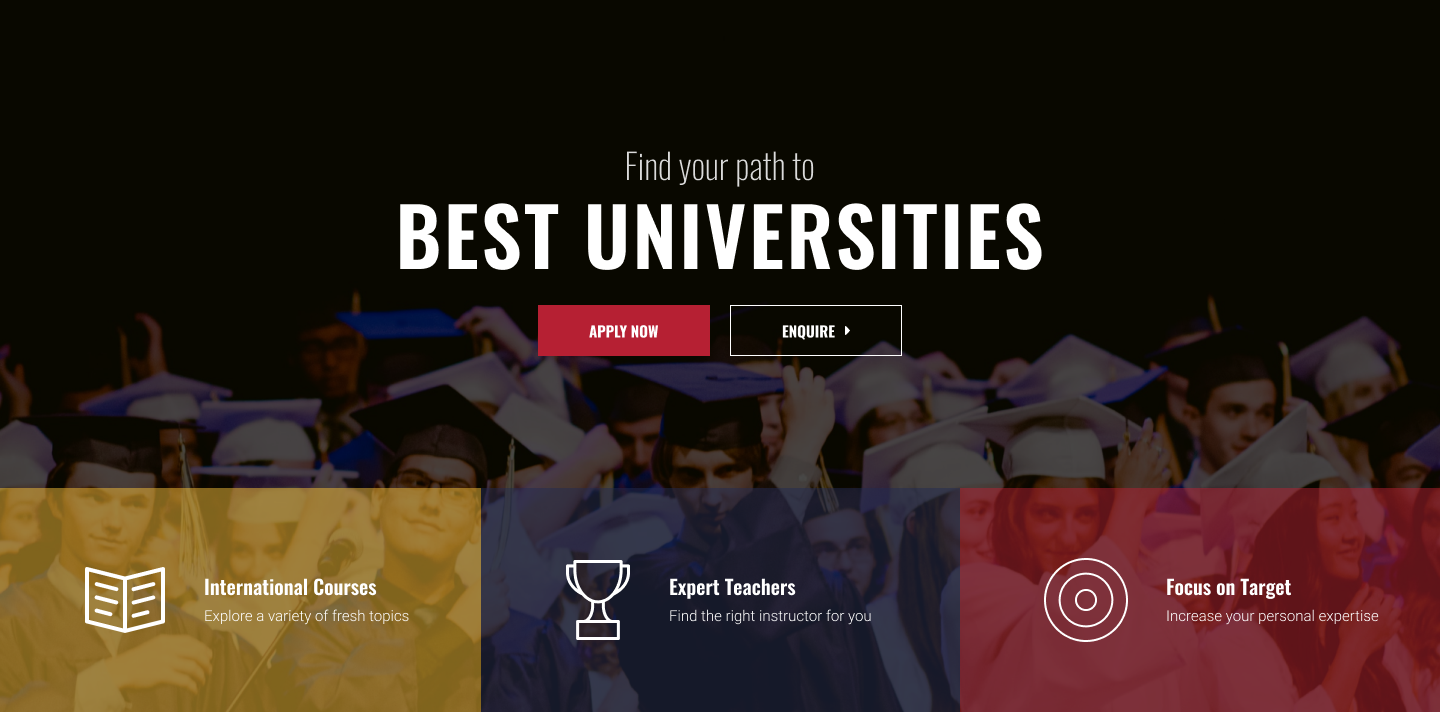 Find your path to
BEST UNIVERSITIES
APPLY NOW
ENQUIRE
International Courses
Explore a variety of fresh topics
Expert Teachers
Find the right instructor for you
Focus on Target
Increase your personal expertise